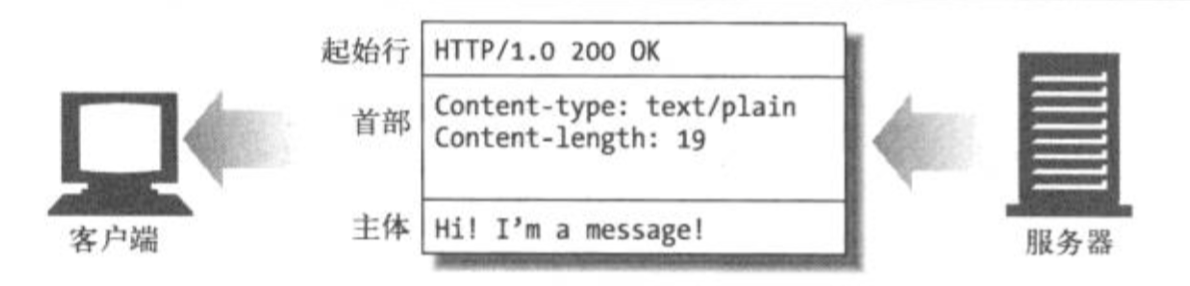 起始行
HTTP/1.0 200 OK
首部
Content-type: text/plain
Content-length: 19
主体
Hi! I'm a message!
客户端
服务器